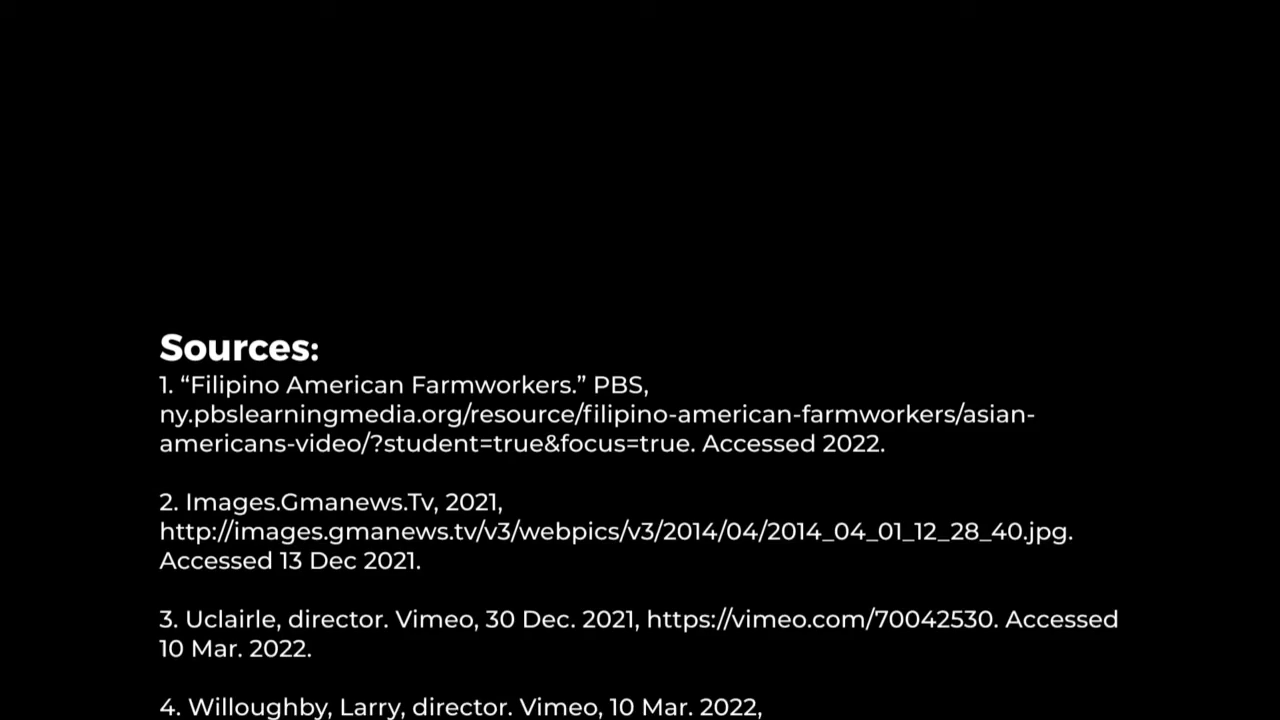 Sources:
1. “Filipino American Farmworkers.” PBS,
ny.pbslearningmedia.org/resource/filipino-american-farmworkers/asian-
americans-video/?student=true&focus=true. Accessed 2022.
2. Images.Gmanews.Tv, 2021,
http://images.gmanews.tv/v3/webpics/v3/2014/04/2014_04_01_12_28_40.jpg.
Accessed 13 Dec 2021.
3. Uclairle, director. Vimeo, 30 Dec. 2021, https://vimeo.com/70042530. Accessed
10 Mar. 2022.
4. Willoughby, Larry, director. Vimeo, 10 Mar. 2022,